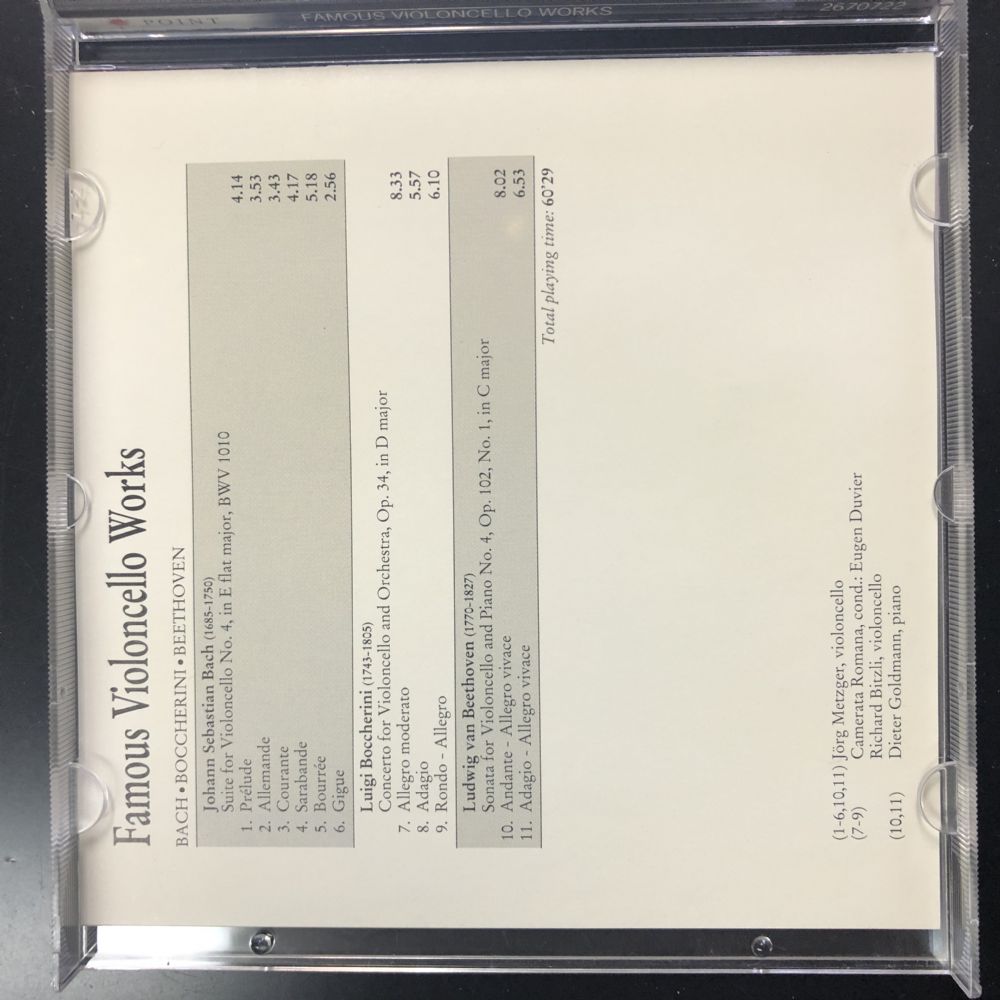 POINT FAMOUS VIOLONCELLO WORKS 2670722
Famous Violoncello Works
BACH • BOCCHERINI • BEETHOVEN
Johann Sebastian Bach (1685-1750)
Suite for Violoncello No. 4, in E flat major, BWV 1010
1. Prélude 4.14
2. Allemande 3.53
3. Courante 3.43
4. Sarabande 4.17
5. Bourrée 5.18
6. Gigue 2.56
Luigi Boccherini (1743-1805)
Concerto for Violoncello and Orchestra, Op. 34, in D major
7. Allegro moderato 8.33
8. Adagio 5.57
9. Rondo - Allegro 6.10
Ludwig van Beethoven (1770-1827)
Sonata for Violoncello and Piano No. 4, Op. 102, No. 1, in C major
10. Andante - Allegro vivace 8.02
11. Adagio - Allegro vivace 6.53
Total playing time: 60'29
(1-6,10,11) Jörg Metzger, violoncello
(7-9) Camerata Romana, cond.: Eugen Duvier
Richard Bitzli, violoncello
(10,11) Dieter Goldmann, piano